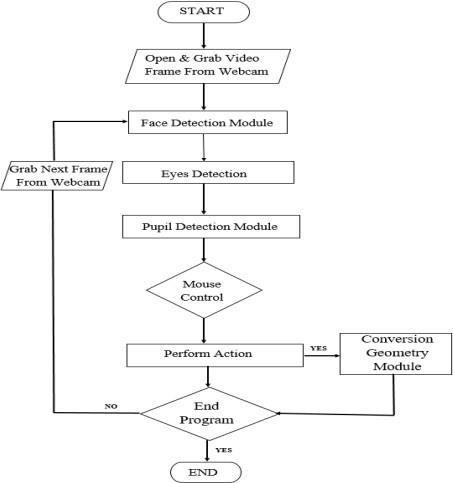 START
Open & Grab Video
Frame From Webcam
Face Detection Module
Grab Next Frame
From Webcam
Eyes Detection
Pupil Detection Module
Mouse
Control
Perform Action
YES
Conversion
Geometry
Module
NO
End
Program
YES
END